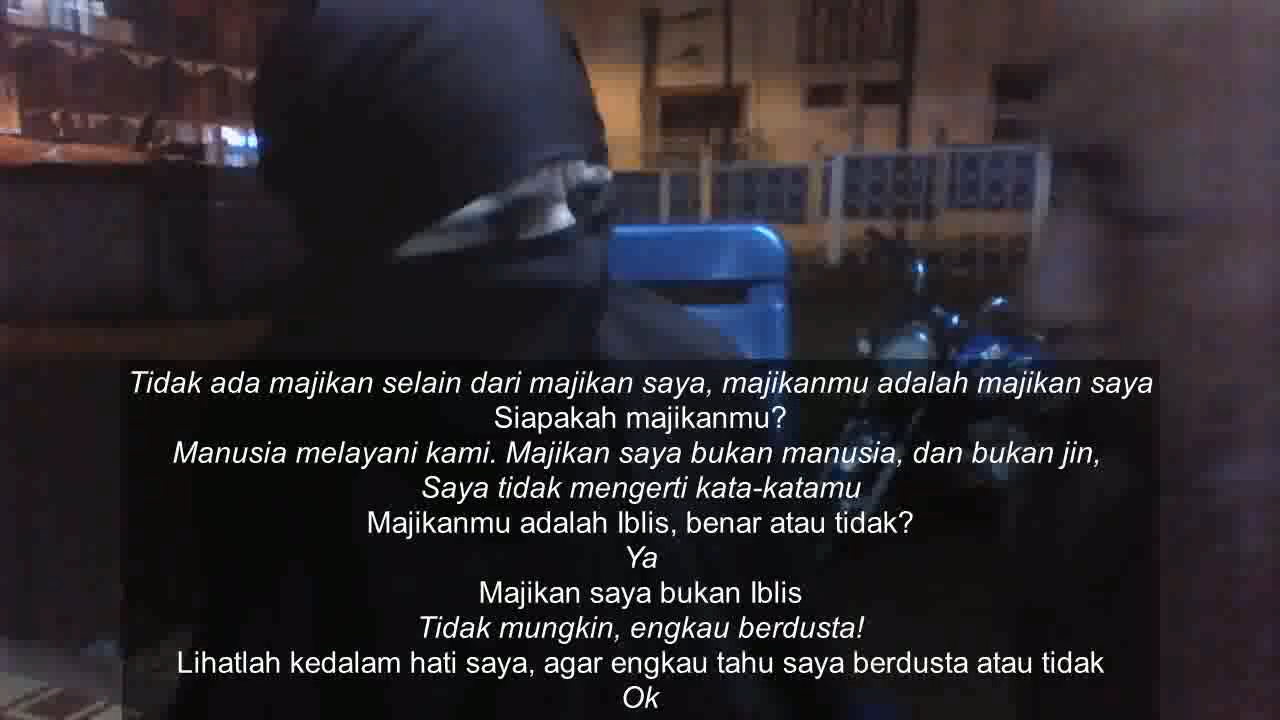 Tidak ada majikan selain dari majikan saya, majikanmu adalah majikan saya
Siapakah majikanmu?
Manusia melayani kami. Majikan saya bukan manusia, dan bukan jin,
Saya tidak mengerti kata-katamu
Majikanmu adalah Iblis, benar atau tidak?
Ya
Majikan saya bukan Iblis
Tidak mungkin, engkau berdusta!
Lihatlah kedalam hati saya, agar engkau tahu saya berdusta atau tidak
Ok